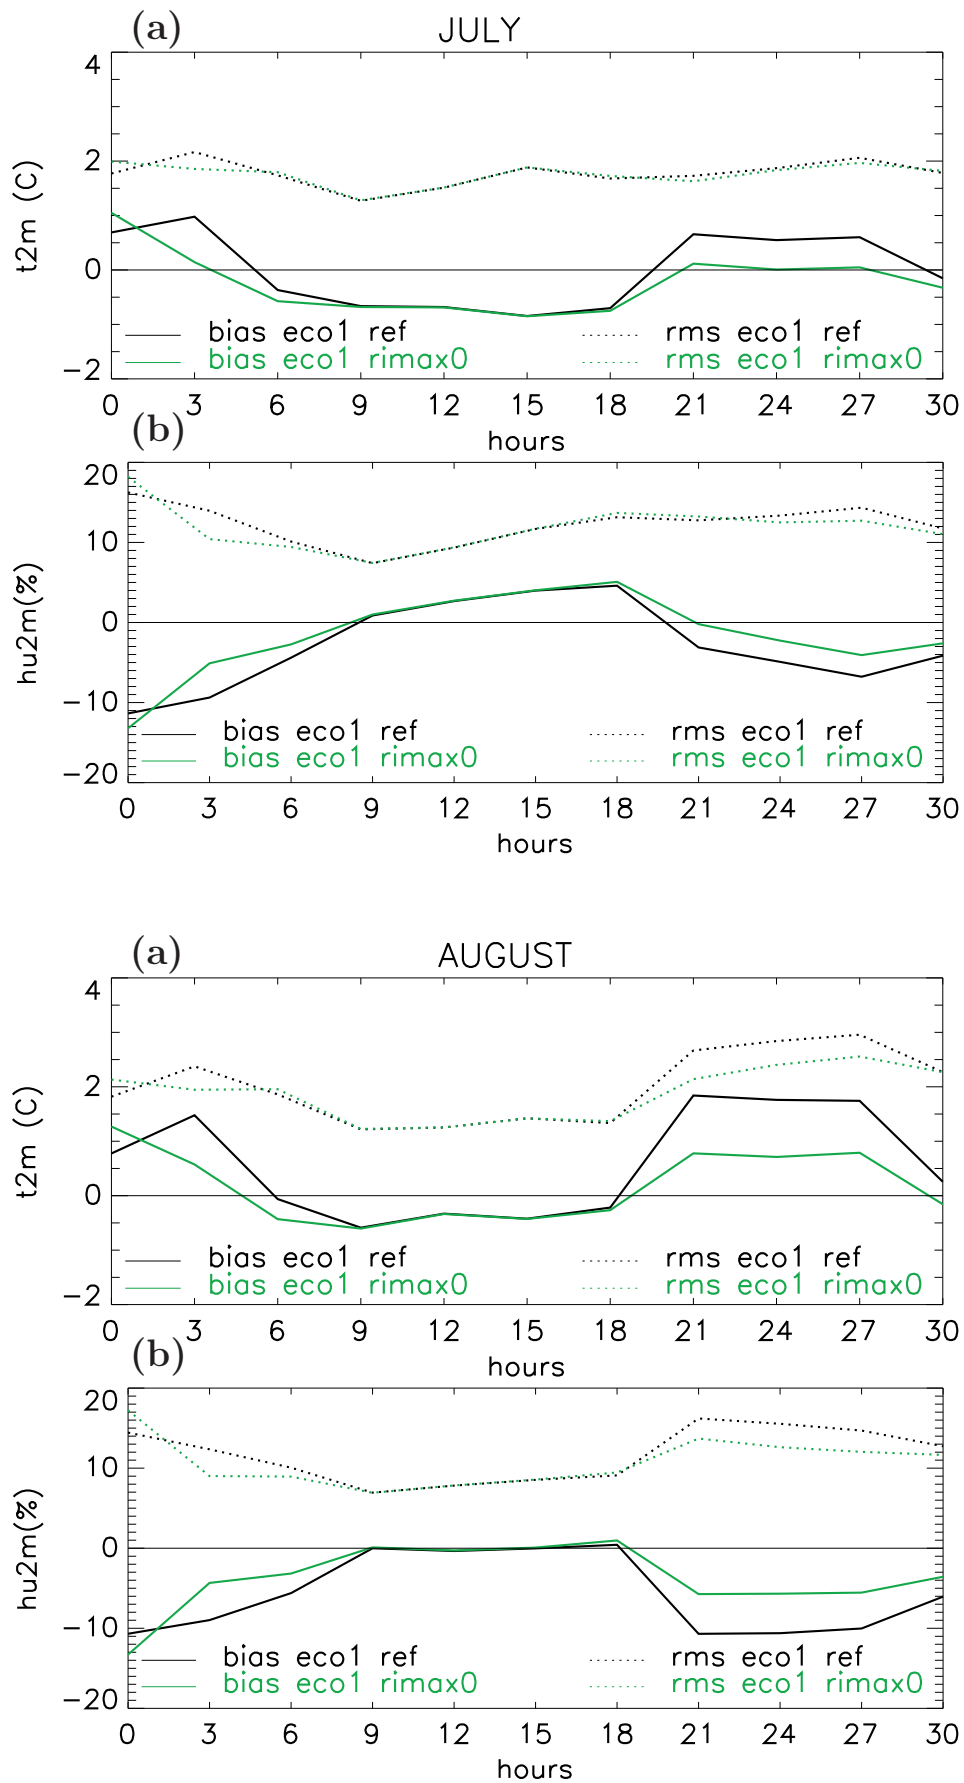 (a) JULY
4
2
0
−2
t2m (C)
bias eco1 ref rms eco1 ref
bias eco1 rimax0 rms eco1 rimax0
0 3 6 9 12 15 18 21 24 27 30
hours
(b)
20
10
0
−10
−20
hu2m(%)
bias eco1 ref rms eco1 ref
bias eco1 rimax0 rms eco1 rimax0
0 3 6 9 12 15 18 21 24 27 30
hours
(a) AUGUST
4
2
0
−2
t2m (C)
bias eco1 ref rms eco1 ref
bias eco1 rimax0 rms eco1 rimax0
0 3 6 9 12 15 18 21 24 27 30
hours
(b)
20
10
0
−10
−20
hu2m(%)
bias eco1 ref rms eco1 ref
bias eco1 rimax0 rms eco1 rimax0
0 3 6 9 12 15 18 21 24 27 30
hours